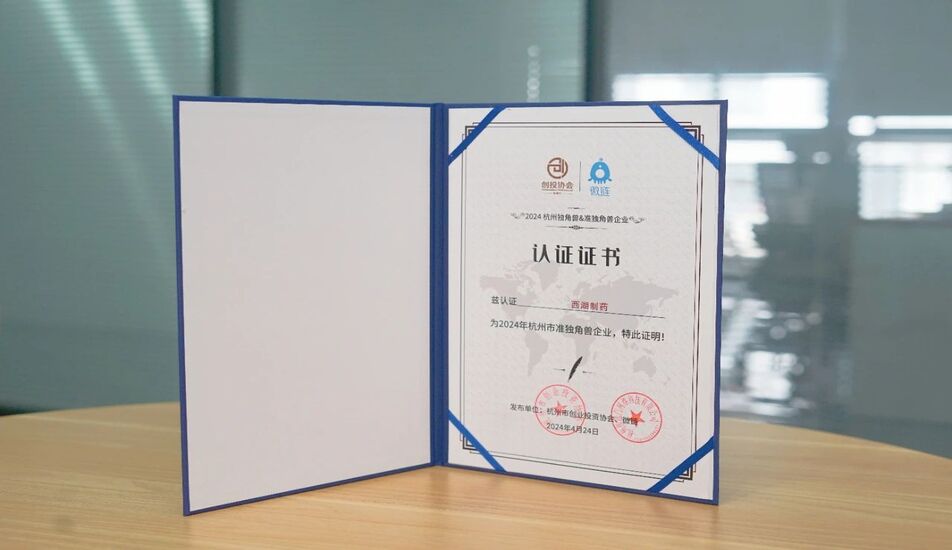 创投协会
微链
2024 杭州独角兽&准独角兽企业
认证证书
兹认证 西湖制药
为2024年杭州市准独角兽企业，特此证明!
发布单位：杭州市创业投资协会、微链
2024年4月24日